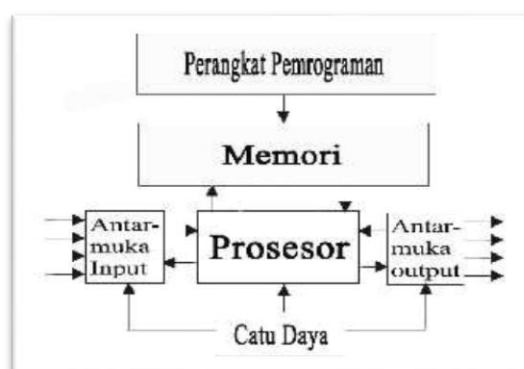 Perangkat Pemrograman
Memori
Antar-
muka
Input
Prosesor
Antar-
muka
output
Catu Daya